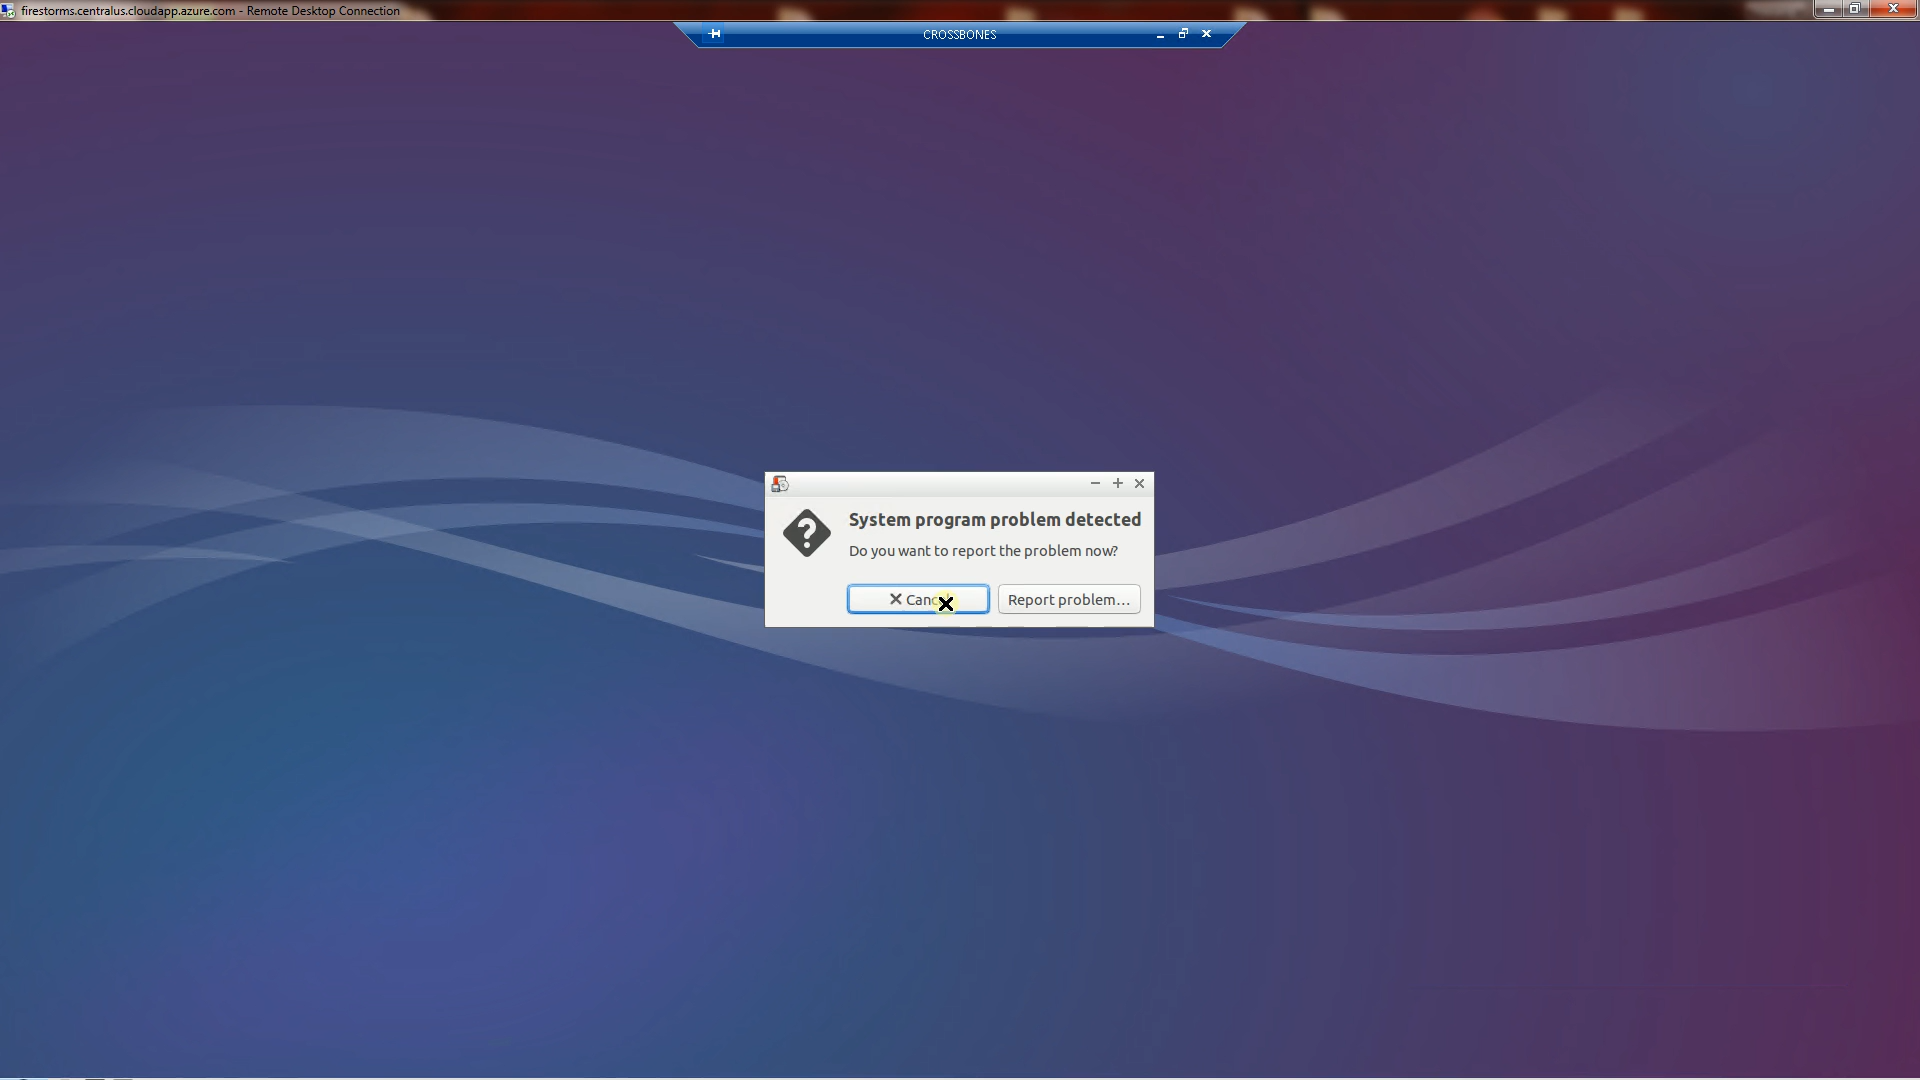 firestorms.centralus.cloudapp.azure.com - Remote Desktop Connection
CROSSBONES
System program problem detected
Do you want to report the problem now?
Report problem...